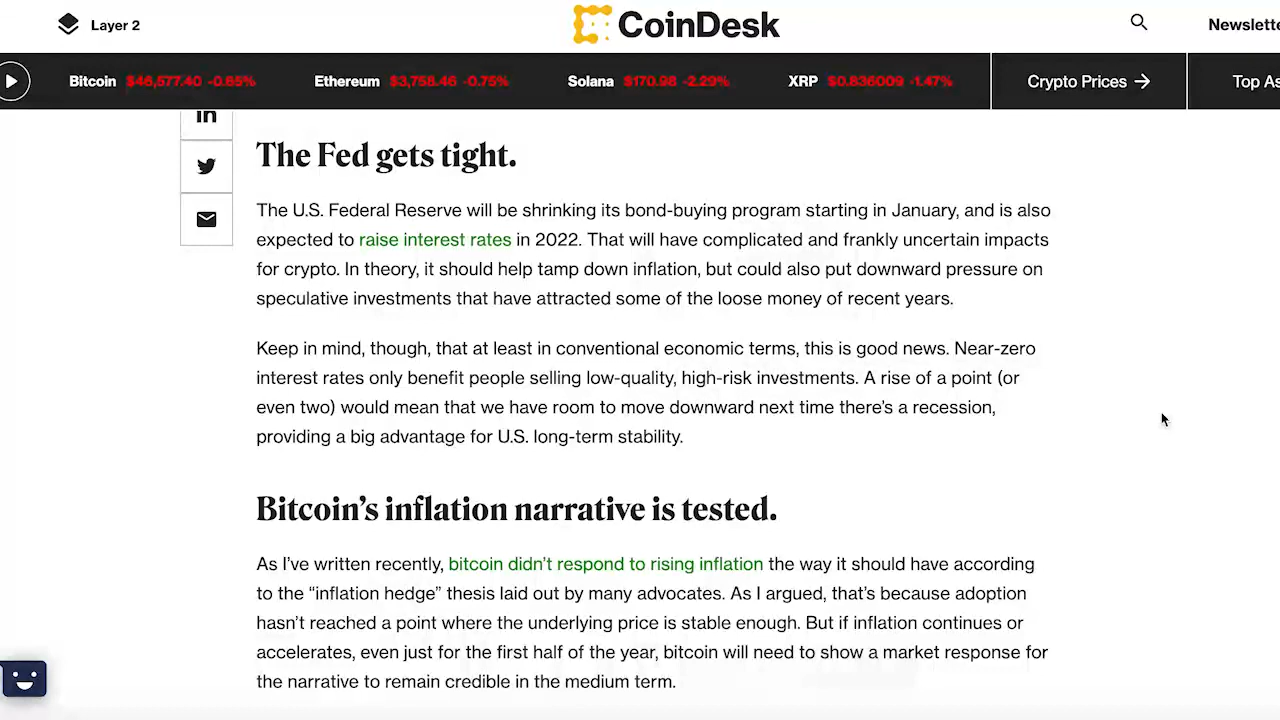 Layer 2
CoinDesk
Newslette
Bitcoin $46,577.40 -0.65% Ethereum $3,758.46 -0.75% Solana $170.98 -2.29% XRP $0.836009 -1.47% Crypto Prices → Top As
in
The Fed gets tight.
The U.S. Federal Reserve will be shrinking its bond-buying program starting in January, and is also
expected to raise interest rates in 2022. That will have complicated and frankly uncertain impacts
for crypto. In theory, it should help tamp down inflation, but could also put downward pressure on
speculative investments that have attracted some of the loose money of recent years.
Keep in mind, though, that at least in conventional economic terms, this is good news. Near-zero
interest rates only benefit people selling low-quality, high-risk investments. A rise of a point (or
even two) would mean that we have room to move downward next time there's a recession,
providing a big advantage for U.S. long-term stability.
Bitcoin's inflation narrative is tested.
As I've written recently, bitcoin didn't respond to rising inflation the way it should have according
to the “inflation hedge” thesis laid out by many advocates. As I argued, that's because adoption
hasn't reached a point where the underlying price is stable enough. But if inflation continues or
accelerates, even just for the first half of the year, bitcoin will need to show a market response for
the narrative to remain credible in the medium term.